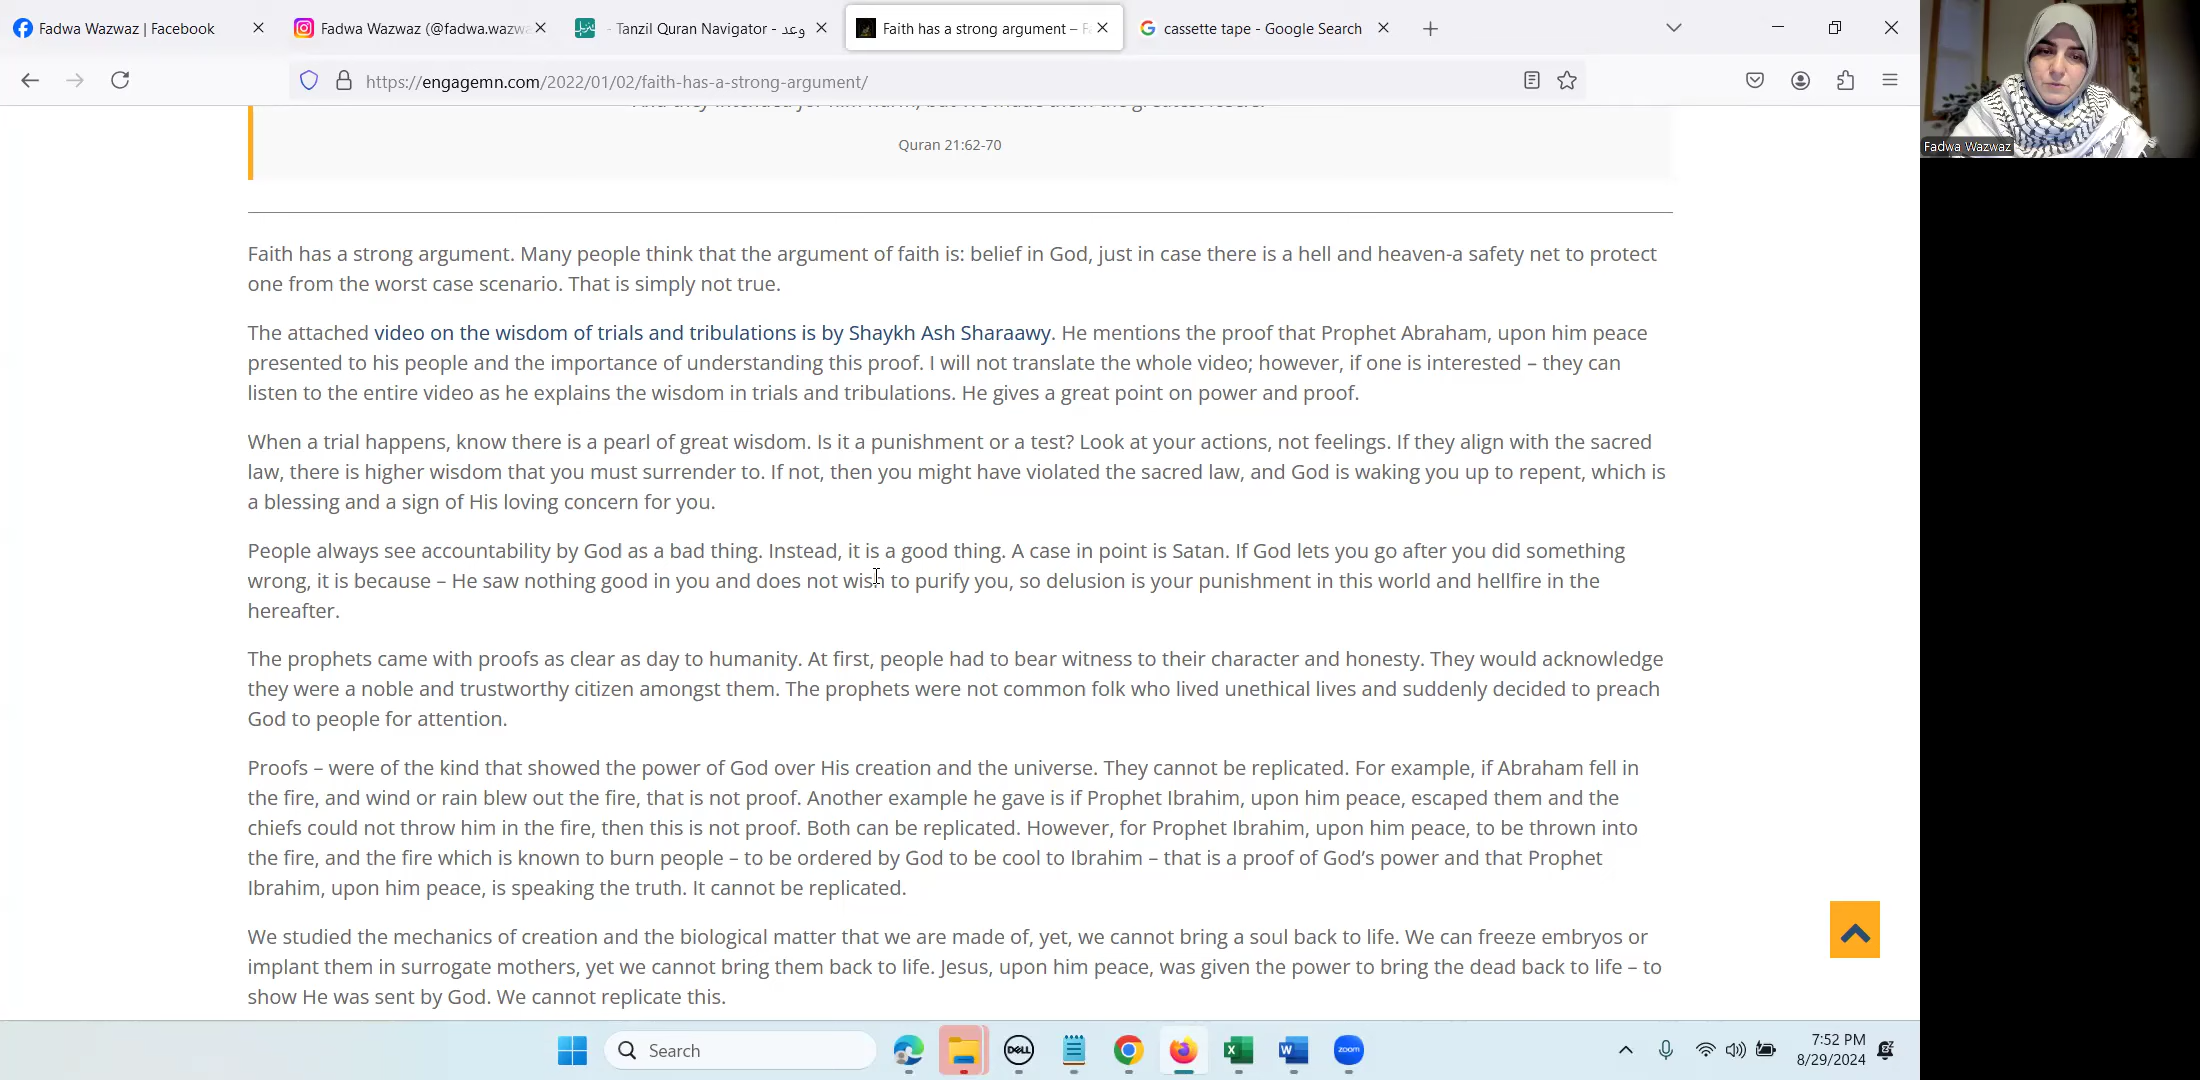 Fadwa Wazwaz | Facebook
Fadwa Wazwaz (@fadwa.wazwa
Tanzil Quran Navigator - وعد
Faith has a strong argument – F
cassette tape - Google Search
https://engagemn.com/2022/01/02/faith-has-a-strong-argument/
Fadwa Wazwaz
Quran 21:62-70
Faith has a strong argument. Many people think that the argument of faith is: belief in God, just in case there is a hell and heaven-a safety net to protect
one from the worst case scenario. That is simply not true.
The attached video on the wisdom of trials and tribulations is by Shaykh Ash Sharaawy. He mentions the proof that Prophet Abraham, upon him peace
presented to his people and the importance of understanding this proof. I will not translate the whole video; however, if one is interested – they can
listen to the entire video as he explains the wisdom in trials and tribulations. He gives a great point on power and proof.
When a trial happens, know there is a pearl of great wisdom. Is it a punishment or a test? Look at your actions, not feelings. If they align with the sacred
law, there is higher wisdom that you must surrender to. If not, then you might have violated the sacred law, and God is waking you up to repent, which is
a blessing and a sign of His loving concern for you.
People always see accountability by God as a bad thing. Instead, it is a good thing. A case in point is Satan. If God lets you go after you did something
wrong, it is because – He saw nothing good in you and does not wish to purify you, so delusion is your punishment in this world and hellfire in the
hereafter.
The prophets came with proofs as clear as day to humanity. At first, people had to bear witness to their character and honesty. They would acknowledge
they were a noble and trustworthy citizen amongst them. The prophets were not common folk who lived unethical lives and suddenly decided to preach
God to people for attention.
Proofs – were of the kind that showed the power of God over His creation and the universe. They cannot be replicated. For example, if Abraham fell in
the fire, and wind or rain blew out the fire, that is not proof. Another example he gave is if Prophet Ibrahim, upon him peace, escaped them and the
chiefs could not throw him in the fire, then this is not proof. Both can be replicated. However, for Prophet Ibrahim, upon him peace, to be thrown into
the fire, and the fire which is known to burn people – to be ordered by God to be cool to Ibrahim – that is a proof of God's power and that Prophet
Ibrahim, upon him peace, is speaking the truth. It cannot be replicated.
We studied the mechanics of creation and the biological matter that we are made of, yet, we cannot bring a soul back to life. We can freeze embryos or
implant them in surrogate mothers, yet we cannot bring them back to life. Jesus, upon him peace, was given the power to bring the dead back to life – to
show He was sent by God. We cannot replicate this.
Search
DELL
zoom
7:52 PM
8/29/2024